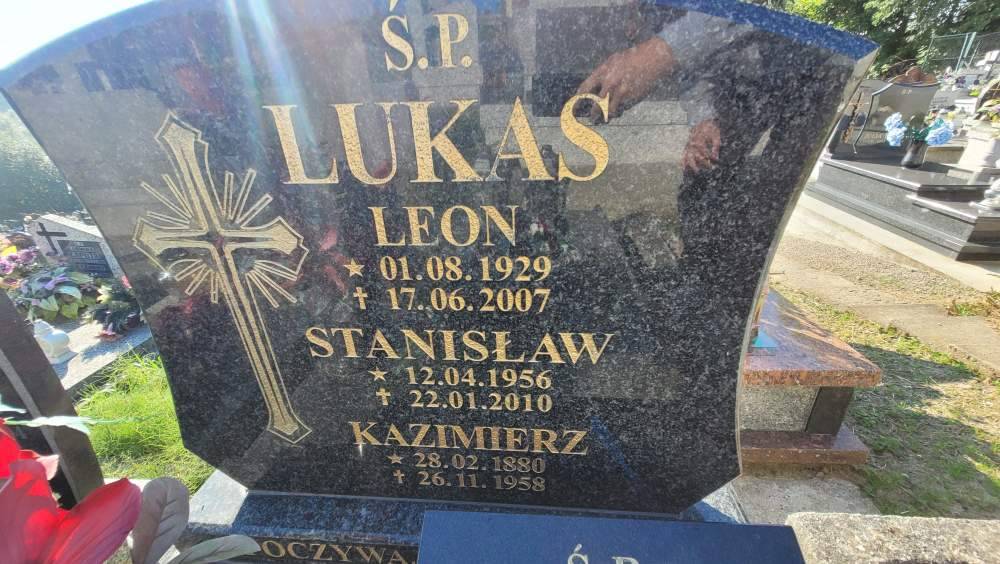 Ś.P.
LUKAS
LEON
★ 01.08.1929
✝ 17.06.2007
STANISŁAW
★ 12.04.1956
✝ 22.01.2010
KAZIMIERZ
★ 28.02.1880
✝ 26.11.1958
POCZYWA
Ś.P.